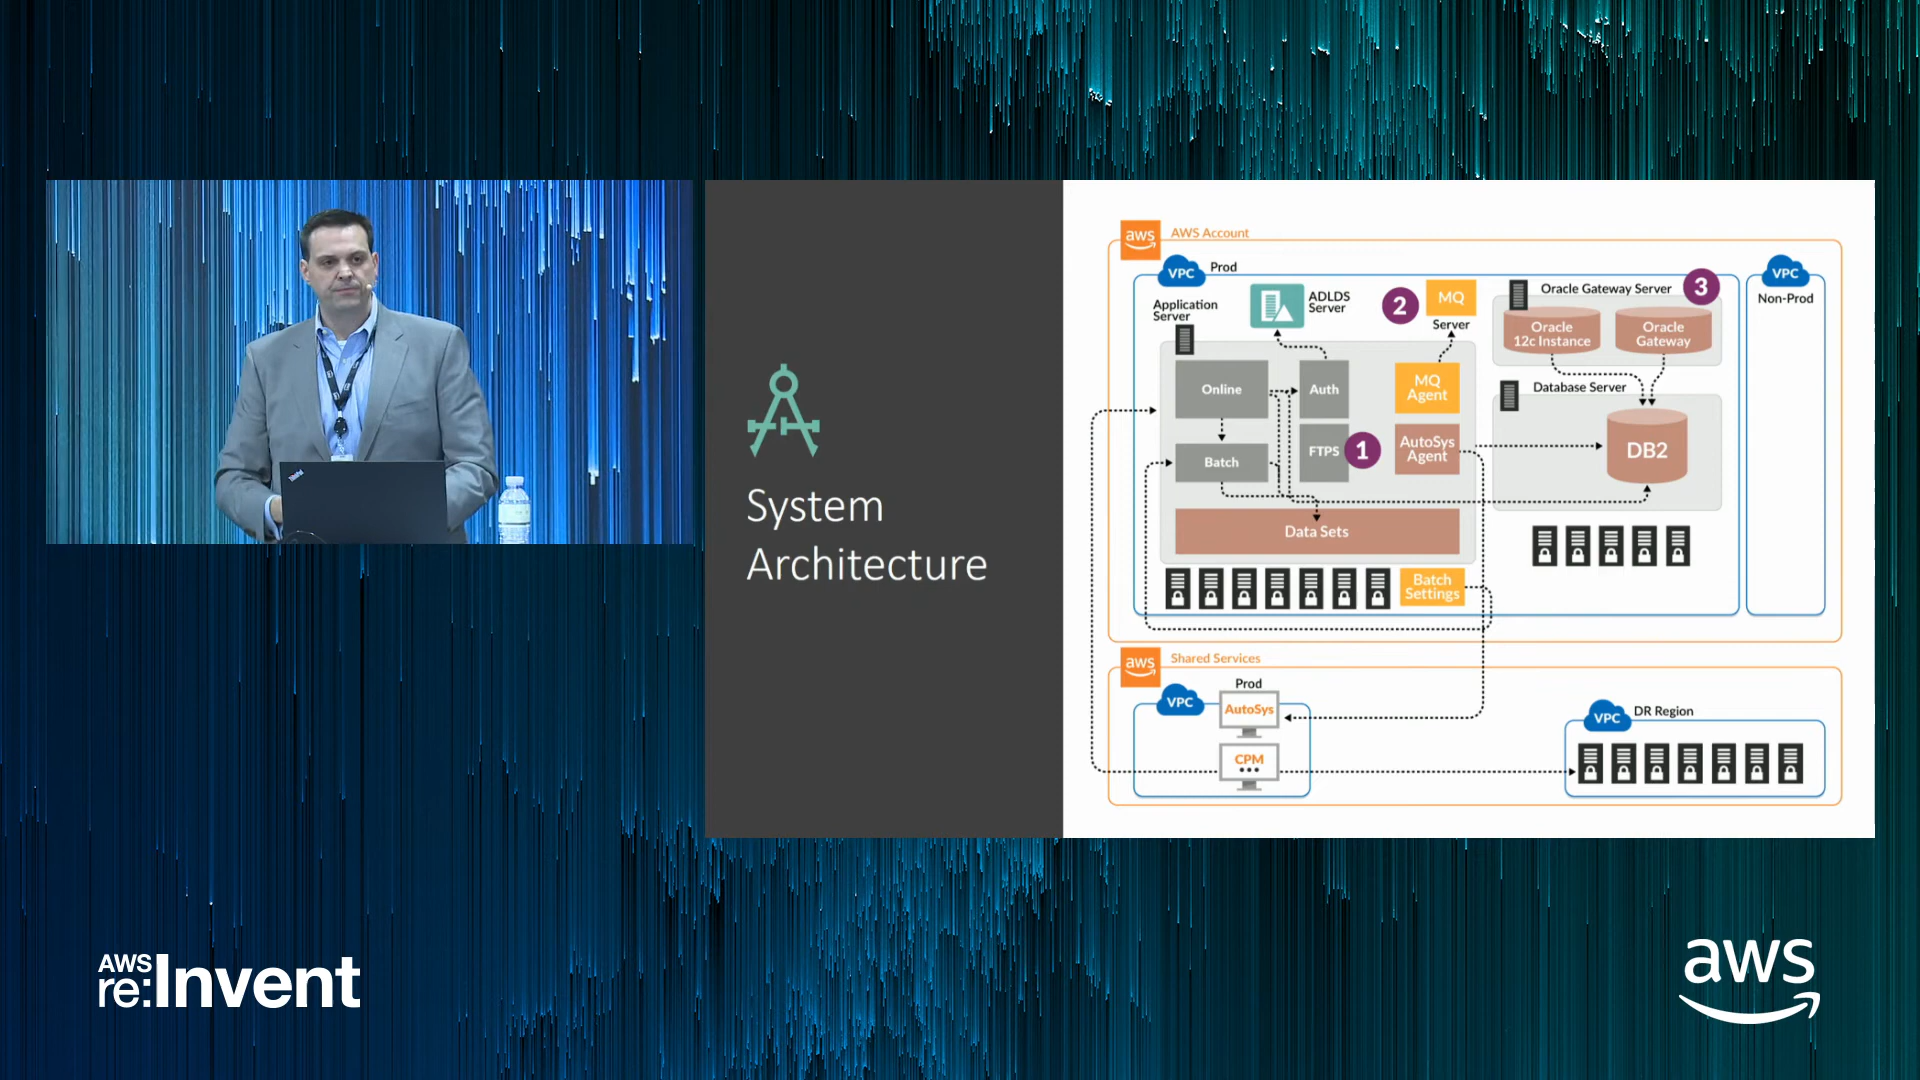 System
Architecture
aws
AWS Account
VPC
Prod
VPC
Non-Prod
Application
Server
ADLDS
Server
2
MQ
Server
Oracle Gateway Server
3
Oracle
12c Instance
Oracle
Gateway
Online
Auth
MQ
Agent
Database Server
Batch
FTPS
1
AutoSys
Agent
DB2
Data Sets
Batch
Settings
aws
Shared Services
VPC
Prod
AutoSys
CPM
VPC
DR Region
AWS
re:Invent
aws